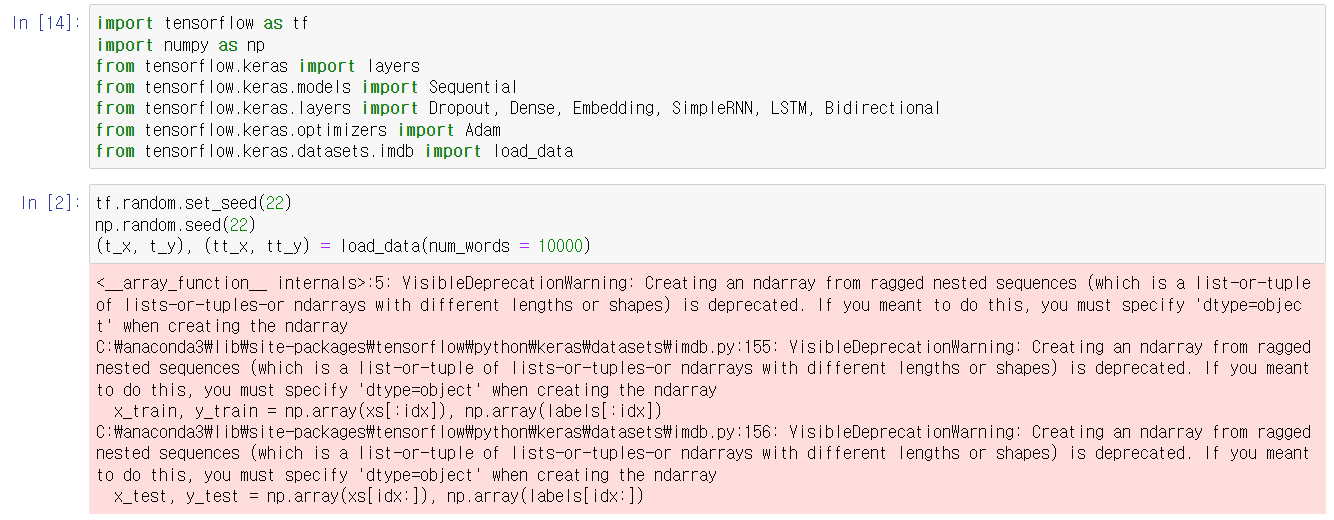 In [14]: import tensorflow as tf
import numpy as np
from tensorflow.keras import layers
from tensorflow.keras.models import Sequential
from tensorflow.keras.layers import Dropout, Dense, Embedding, SimpleRNN, LSTM, Bidirectional
from tensorflow.keras.optimizers import Adam
from tensorflow.keras.datasets.imdb import load_data
In [2]: tf.random.set_seed(22)
np.random.seed(22)
(t_x, t_y), (tt_x, tt_y) = load_data(num_words = 10000)
<__array_function__ internals>:5: VisibleDeprecationWarning: Creating an ndarray from ragged nested sequences (which is a list-or-tuple
of lists-or-tuples-or ndarrays with different lengths or shapes) is deprecated. If you meant to do this, you must specify 'dtype=objec
t' when creating the ndarray
C:₩anaconda3₩lib₩site-packages₩tensorflow₩python₩keras₩datasets₩imdb.py:155: VisibleDeprecationWarning: Creating an ndarray from ragged
nested sequences (which is a list-or-tuple of lists-or-tuples-or ndarrays with different lengths or shapes) is deprecated. If you meant
to do this, you must specify 'dtype=object' when creating the ndarray
x_train, y_train = np.array(xs[:idx]), np.array(labels[:idx])
C:₩anaconda3₩lib₩site-packages₩tensorflow₩python₩keras₩datasets₩imdb.py:156: VisibleDeprecationWarning: Creating an ndarray from ragged
nested sequences (which is a list-or-tuple of lists-or-tuples-or ndarrays with different lengths or shapes) is deprecated. If you meant
to do this, you must specify 'dtype=object' when creating the ndarray
x_test, y_test = np.array(xs[idx:]), np.array(labels[idx:])